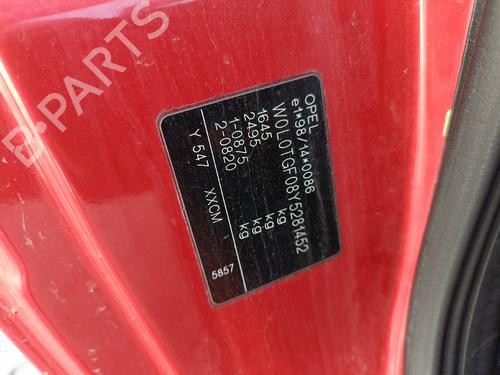 B-PARTS
OPEL
e1*98/14*0086
W0L0TGF08Y5281452
1645 kg
2495 kg
1-0875 kg
2-0820 kg
Y 547 XXCM
5857